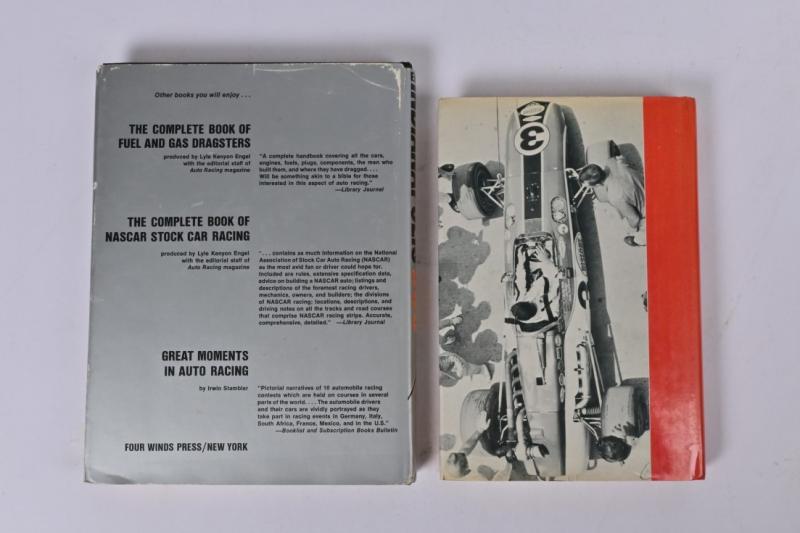 Other books you will enjoy . . .
THE COMPLETE BOOK OF
FUEL AND GAS DRAGSTERS
produced by Lyle Kenyon Engel
with the editorial staff of
Auto Racing magazine
"A complete handbook covering all the cars,
engines, fuels, plugs, components, the men who
built them, and where they have dragged. . . .
Will be something akin to a bible for those
interested in this aspect of auto racing."
—Library Journal
THE COMPLETE BOOK OF
NASCAR STOCK CAR RACING
produced by Lyle Kenyon Engel
with the editorial staff of
Auto Racing magazine
". . . contains as much information on the National
Association of Stock Car Auto Racing (NASCAR)
as the most avid fan or driver could hope for.
Included are rules, extensive specification data,
advice on building a NASCAR auto; listings and
descriptions of the foremost racing drivers,
mechanics, owners, and builders; the divisions
of NASCAR racing; locations, descriptions, and
driving notes on all the tracks and road courses
that comprise NASCAR racing stripe. Accurate,
comprehensive, detailed." —Library Journal
GREAT MOMENTS
IN AUTO RACING
by Irwin Stambler
"Pictorial narratives of 10 automobile racing
contests which are held on courses in several
parts of the world. . . . The automobile drivers
and their cars are vividly portrayed as they
take part in racing events in Germany, Italy,
South Africa, France, Mexico, and in the U.S."
—Booklist and Subscription Books Bulletin
FOUR WINDS PRESS/NEW YORK
3